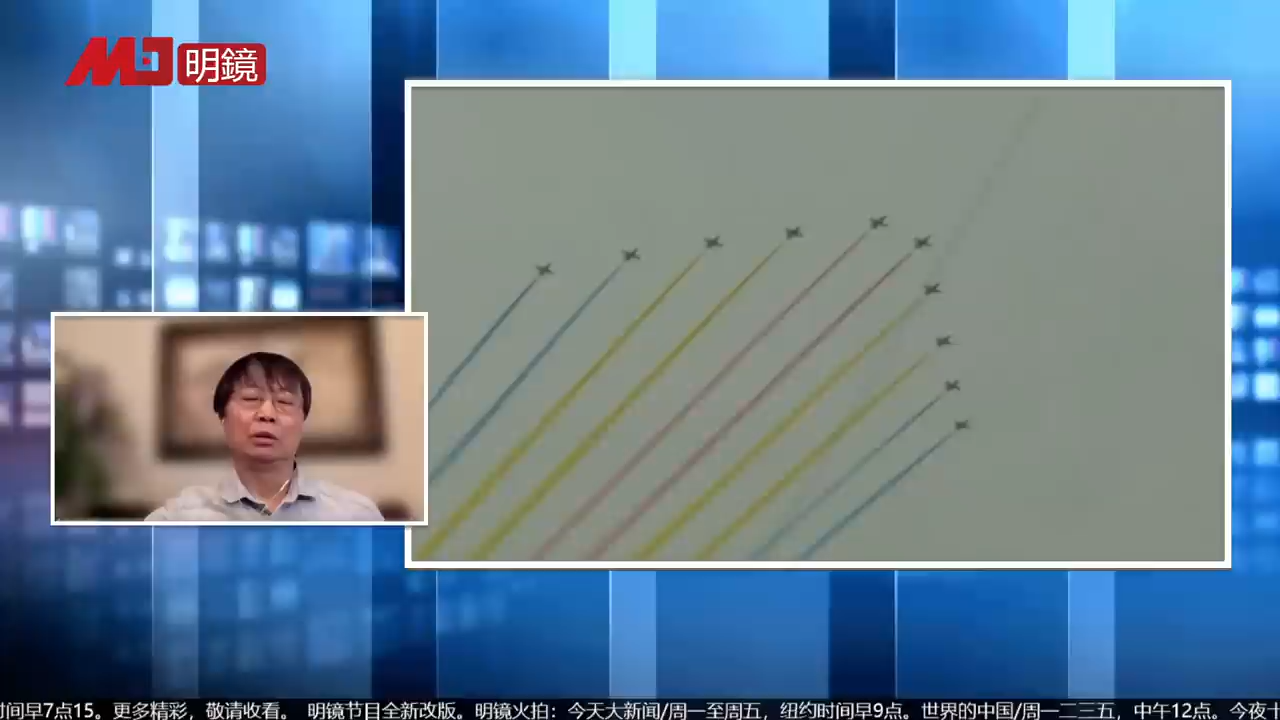 明鏡
时间早7点15。更多精彩，敬请收看。 明镜节目全新改版。明镜火拍：今天大新闻/周一至周五，纽约时间早9点。世界的中国/周一二三五，中午12点。今夜